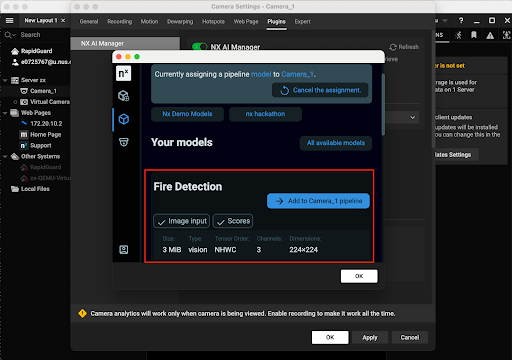 Camera Settings - Camera_1
New Layout 1
General Recording Motion Dewarping Hotspots Web Page Plugins Expert
Search
RapidGuard
e0725767@u.nus.e
Server zx
Camera_1
Virtual Camera
Web Pages
172.20.10.2
Home Page
Support
Other Systems
RapidGuard
zx-QEMU-Virtu
Local Files
NX AI Manager
NX AI Manager
Refresh
nx
Currently assigning a pipeline model to Camera_1.
Cancel the assignment.
Nx Demo Models
nx hackathon
Your models
All available models
Fire Detection
Add to Camera_1 pipeline
Image input
Scores
Size: Type: Tensor Order: Channels: Dimensions:
3 MiB vision NHWC 3 224×224
OK
Camera analytics will work only when camera is being viewed. Enable recording to make it work all the time.
OK
Apply
Cancel
NS
er is not set
rage is used for
data on 1 Server
client updates
updates will be installed
You can change this in the
dates Settings